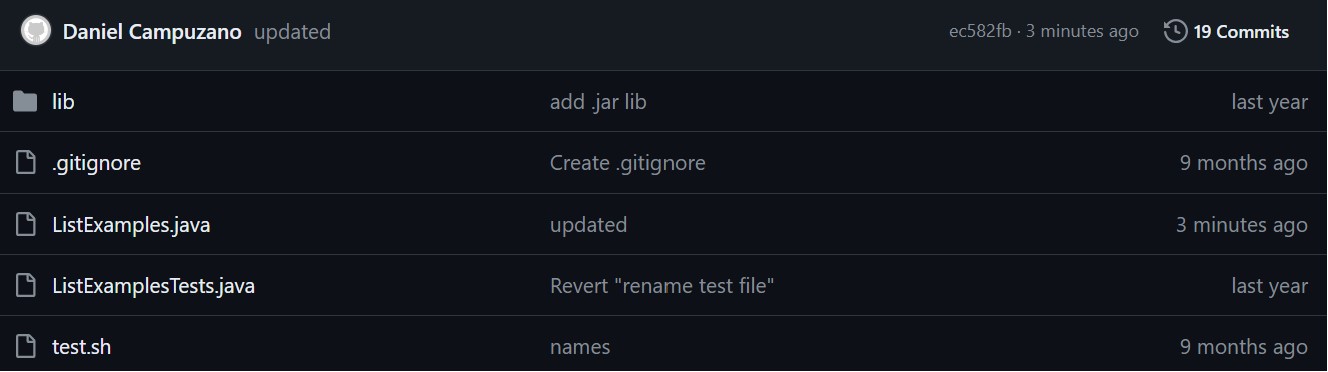 Daniel Campuzano updated ec582fb · 3 minutes ago 19 Commits
lib add .jar lib last year
.gitignore Create .gitignore 9 months ago
ListExamples.java updated 3 minutes ago
ListExamplesTests.java Revert "rename test file" last year
test.sh names 9 months ago